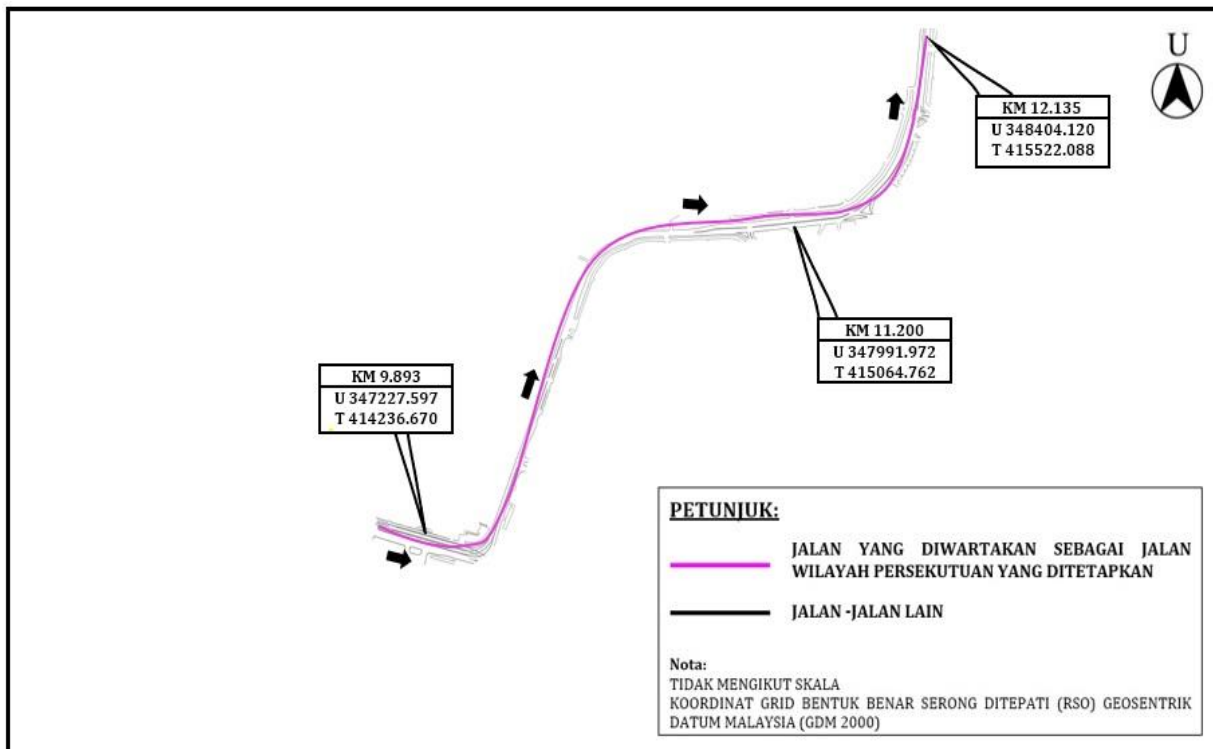 U
KM 12.135
U 348404.120
T 415522.088
KM 11.200
U 347991.972
T 415064.762
KM 9.893
U 347227.597
T 414236.670
PETUNJUK:
JALAN YANG DIWARTAKAN SEBAGAI JALAN
WILAYAH PERSEKUTUAN YANG DITETAPKAN
JALAN -JALAN LAIN
Nota:
TIDAK MENGIKUT SKALA
KOORDINAT GRID BENTUK BENAR SERONG DITEPATI (RSO) GEOSENTRIK
DATUM MALAYSIA (GDM 2000)